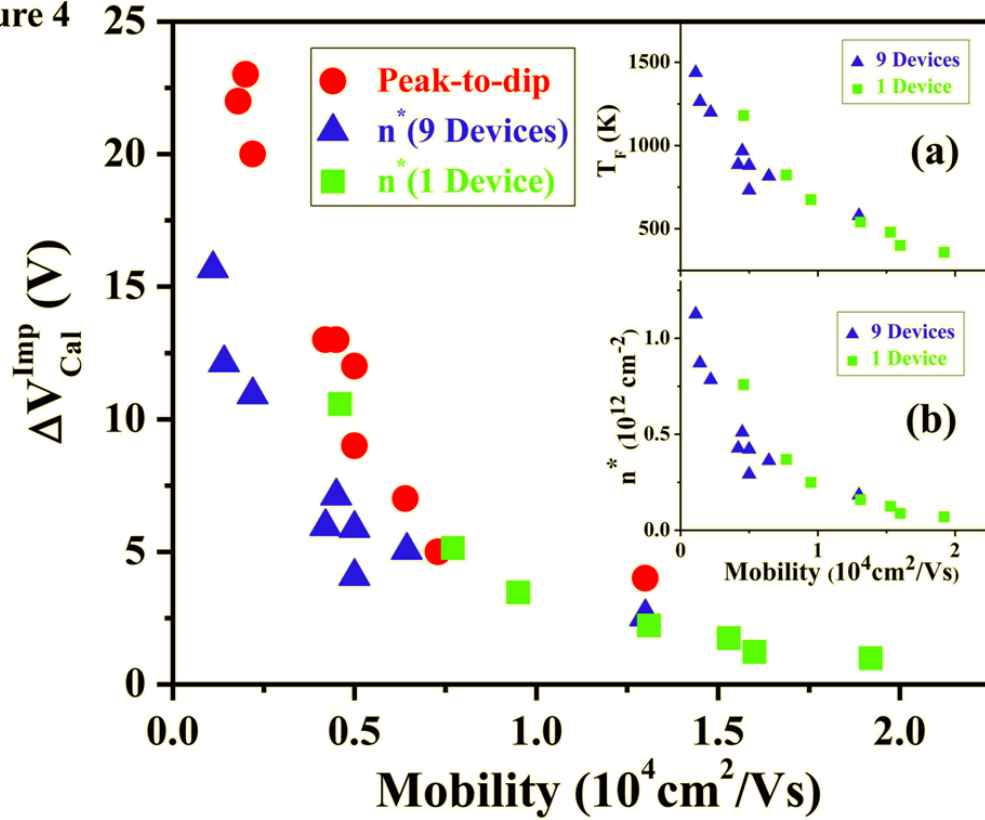 ure 4
25
20
15
10
5
0
ΔV^Imp_Cal (V)
Peak-to-dip
n*(9 Devices)
n*(1 Device)
0.0 0.5 1.0 1.5 2.0
Mobility (10^4cm^2/Vs)
1500
1000
500
T_F (K)
9 Devices
1 Device
(a)
1.0
0.5
0.0
n* (10^12 cm^-2)
9 Devices
1 Device
(b)
0 1 2
Mobility (10^4cm^2/Vs)